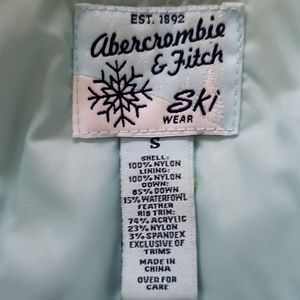 EST. 1892
Abercrombie
& Fitch
Ski
WEAR
S
SHELL:
100% NYLON
LINING:
100% NYLON
DOWN:
85% DOWN
15% WATERFOWL
FEATHER
RIB TRIM:
74% ACRYLIC
23% NYLON
3% SPANDEX
EXCLUSIVE OF
TRIMS
MADE IN
CHINA
OVER FOR
CARE